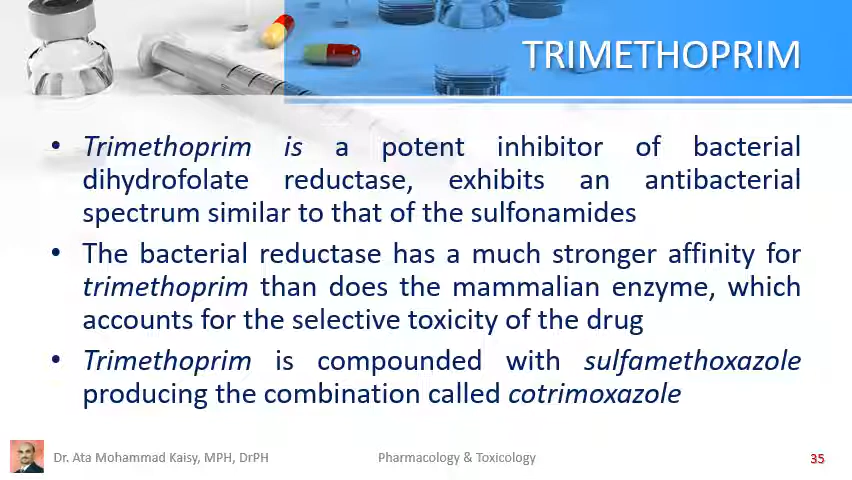 TRIMETHOPRIM
• Trimethoprim is a potent inhibitor of bacterial
dihydrofolate reductase, exhibits an antibacterial
spectrum similar to that of the sulfonamides
• The bacterial reductase has a much stronger affinity for
trimethoprim than does the mammalian enzyme, which
accounts for the selective toxicity of the drug
• Trimethoprim is compounded with sulfamethoxazole
producing the combination called cotrimoxazole
Dr. Ata Mohammad Kaisy, MPH, DrPH
Pharmacology & Toxicology
35